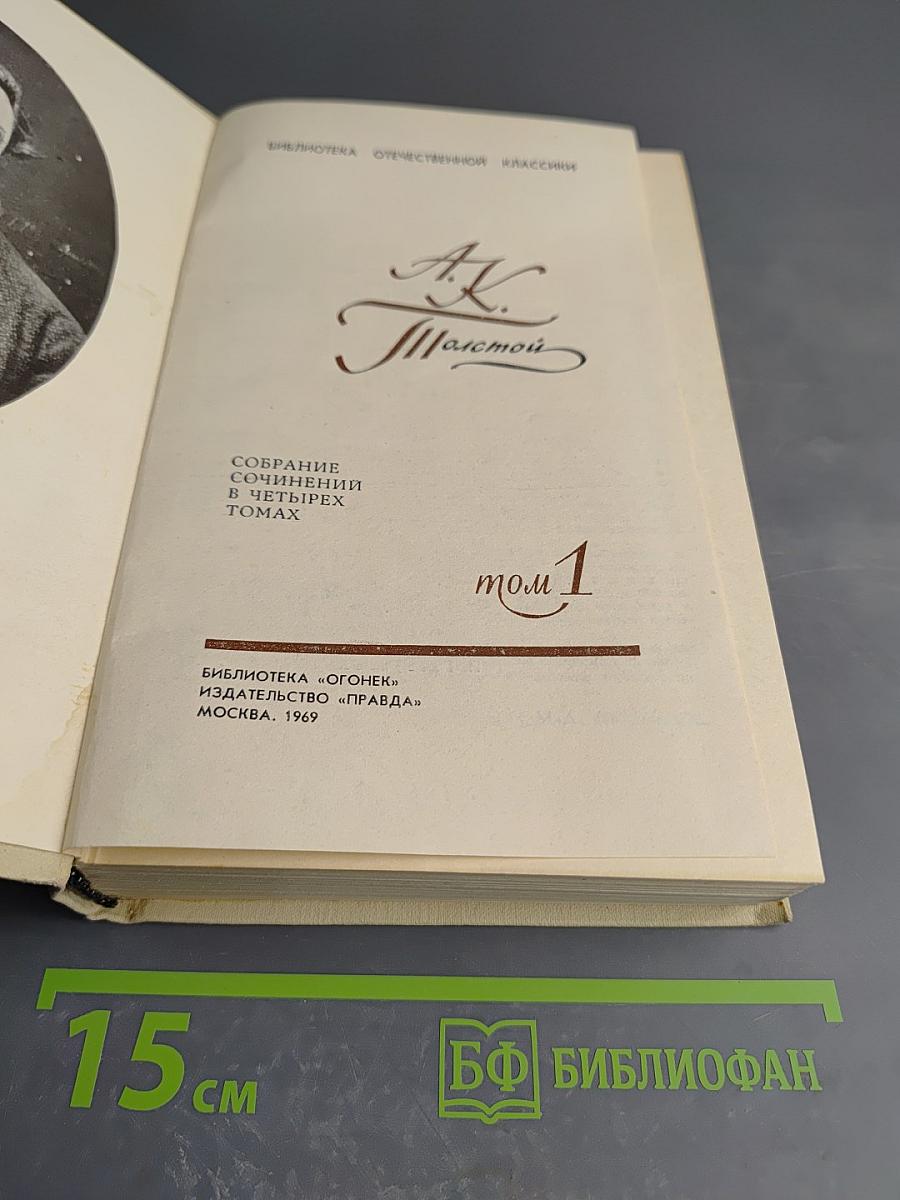 БИБЛИОТЕКА ОТЕЧЕСТВЕННОЙ КЛАССИКИ
А.К.
Толстой
СОБРАНИЕ
СОЧИНЕНИЙ
В ЧЕТЫРЕХ
ТОМАХ
том 1
БИБЛИОТЕКА «ОГОНЕК»
ИЗДАТЕЛЬСТВО «ПРАВДА»
МОСКВА. 1969
15 см
БФ БИБЛИОФАН